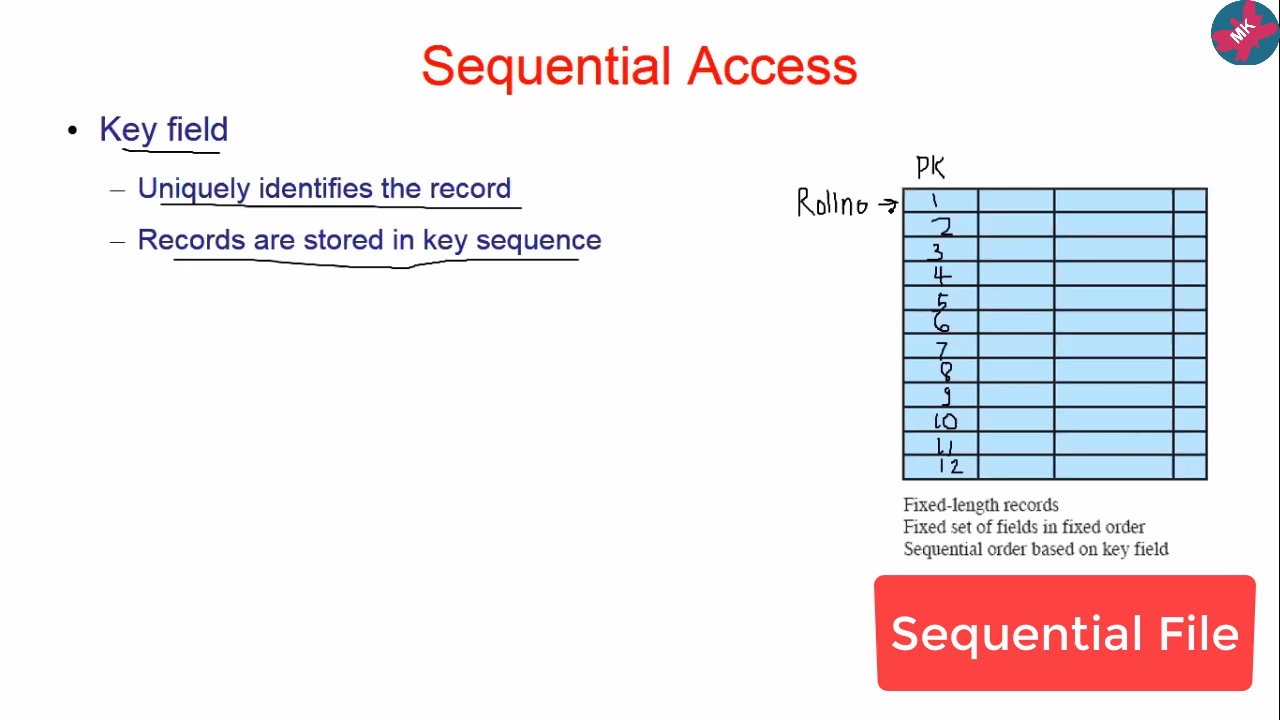 MK
Sequential Access
• Key field
– Uniquely identifies the record
– Records are stored in key sequence
PK
Rollno →
1
2
3
4
5
6
7
8
9
10
11
12
Fixed-length records
Fixed set of fields in fixed order
Sequential order based on key field
Sequential File